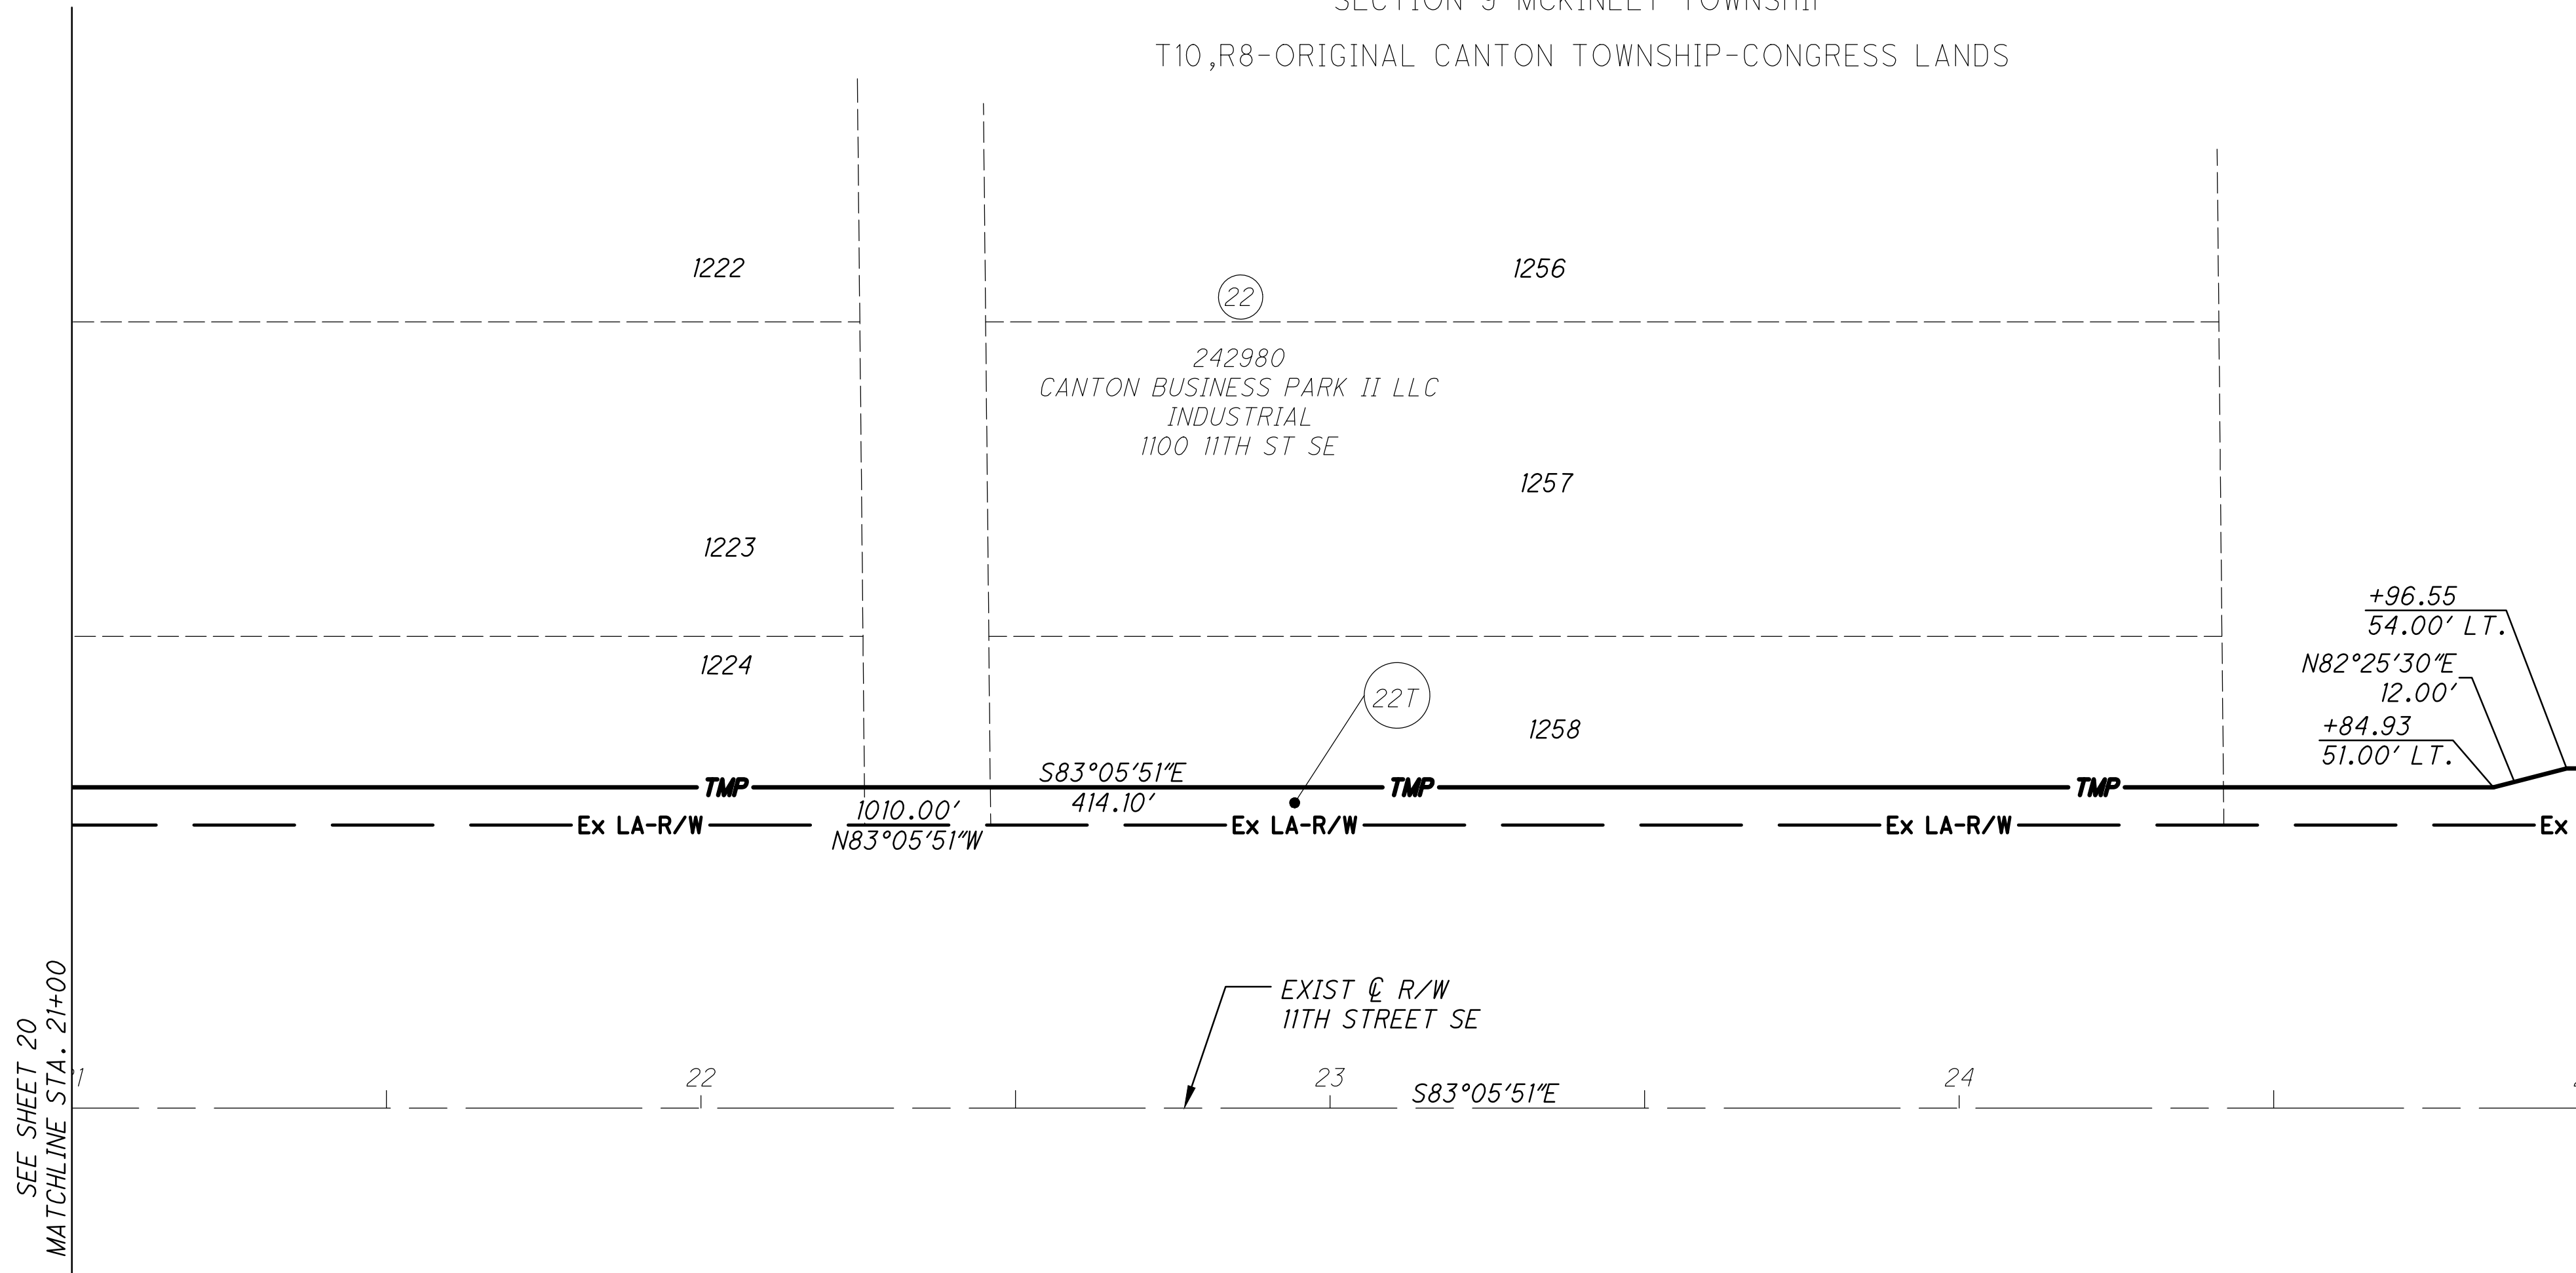 SECTION 9 MCKINLEY TOWNSHIP
T10,R8-ORIGINAL CANTON TOWNSHIP-CONGRESS LANDS
1222
1256
22
242980
CANTON BUSINESS PARK II LLC
INDUSTRIAL
1100 11TH ST SE
1257
1223
+96.55
54.00' LT.
N82°25'30"E
12.00'
+84.93
51.00' LT.
1224
22T
1258
S83°05'51"E
414.10'
TMP
TMP
TMP
1010.00'
N83°05'51"W
Ex LA-R/W
Ex LA-R/W
Ex LA-R/W
Ex
EXIST ℄ R/W
11TH STREET SE
22
23
24
S83°05'51"E
SEE SHEET 20
MATCHLINE STA. 21+00